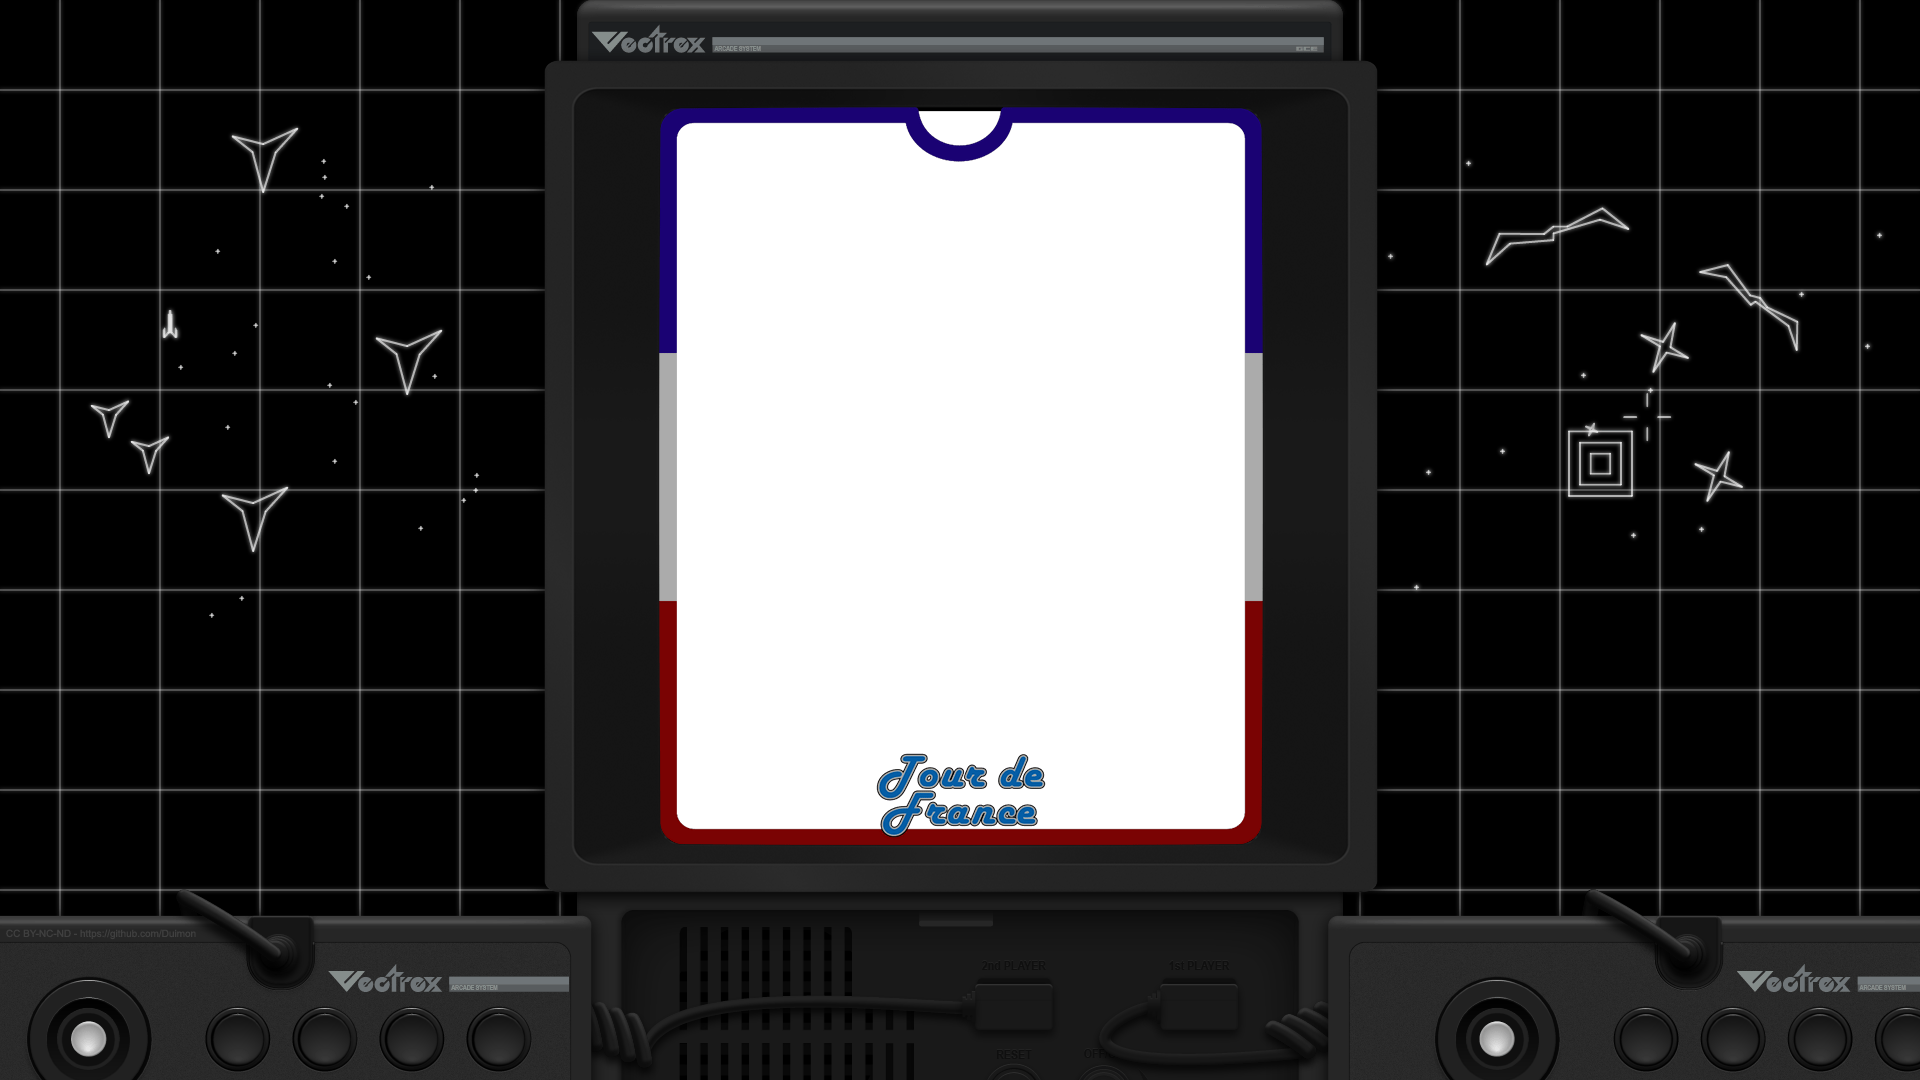 Vectrex
ARCADE SYSTEM
GCE
Tour de
France
CC BY-NC-ND - https://github.com/Duimon
Vectrex
ARCADE SYSTEM
2nd PLAYER
1st PLAYER
RESET
OFF
Vectrex
ARCADE SYSTEM